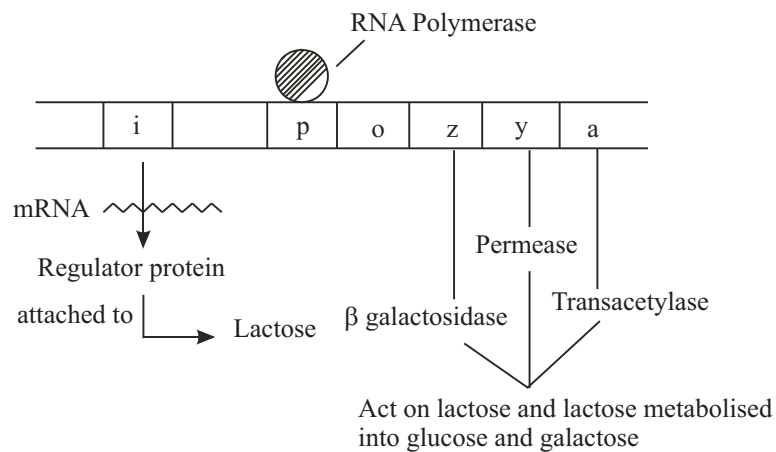 RNA Polymerase
i p o z y a
mRNA
Regulator protein
attached to
Lactose
Permease
β galactosidase
Transacetylase
Act on lactose and lactose metabolised
into glucose and galactose